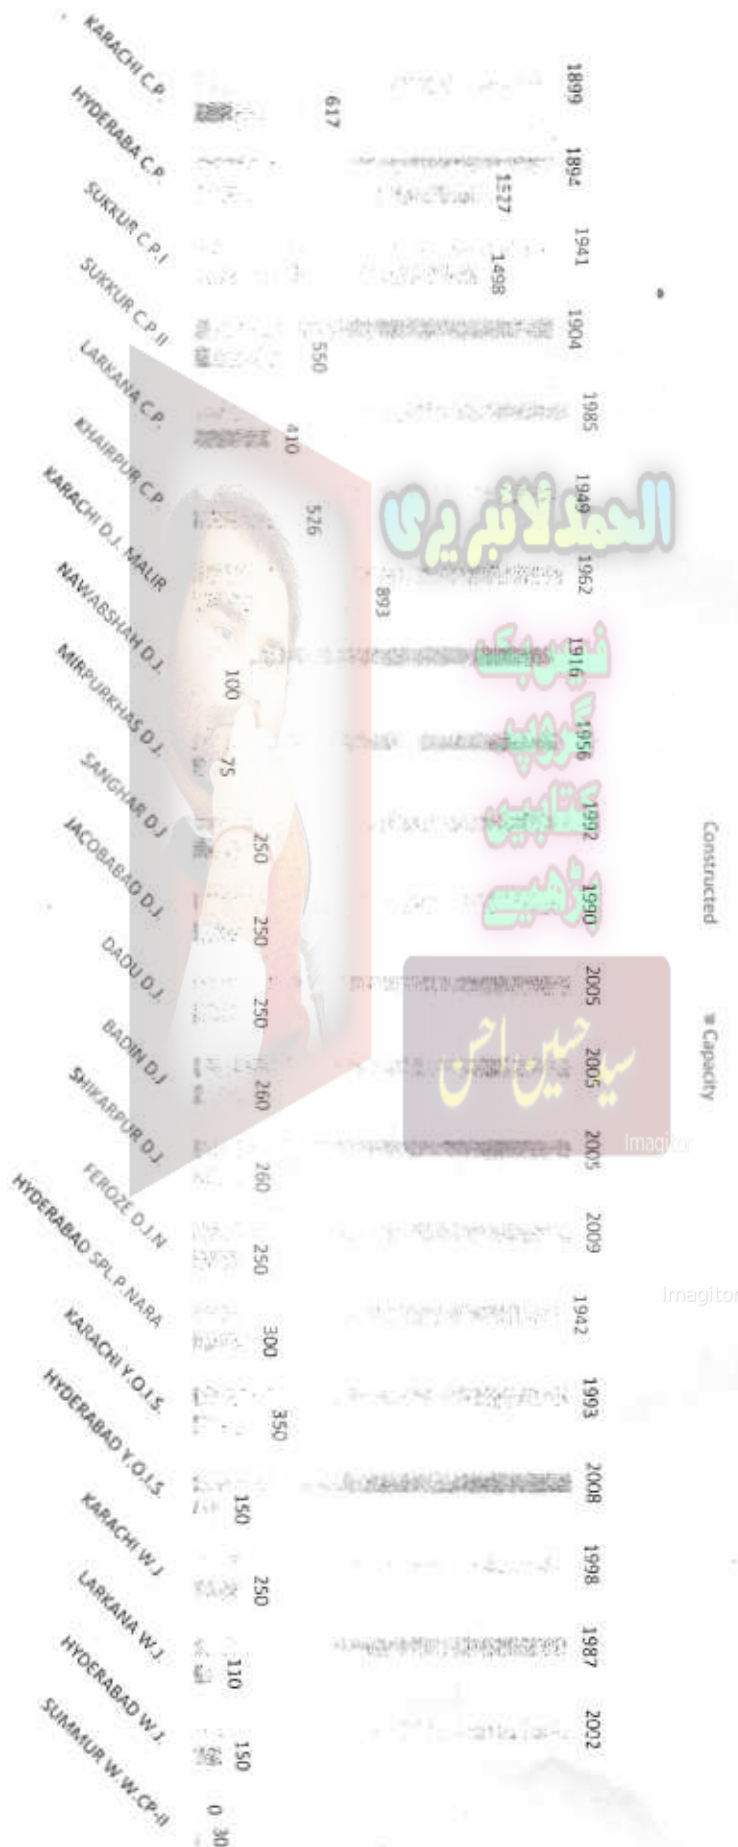 Constructed Capacity
1899 1894 1941 1904 1985 1949 1962 1916 1956 1992 1990 2005 2005 2005 2009 1942 1993 2008 1998 1987 2002
617 1527 1498 550 410 526 893 100 75 250 250 250 260 260 250 300 350 150 250 110 150 0 30
KARACHI C.P.
HYDERABA C.P.
SUKKUR C.P.I
SUKKUR C.P.II
LARKANA C.P.
KHAIRPUR C.P.
KARACHI D.J. MALIR
NAWABSHAH D.J.
MIRPURKHAS D.J.
SANGHAR D.J
JACOBABAD D.J.
DADU D.J.
BADIN D.J
SHIKARPUR D.J.
FEROZE D.J.N
HYDERABAD SPL.P.NARA
KARACHI Y.O.I.S.
HYDERABAD Y.O.I.S.
KARACHI W.J
LARKANA W.J.
HYDERABAD W.J.
SUMMUR W.W.CP-II
الحمد لائبریری
فیس بک
گروپ
کتابیں
پڑھیں
سید حسین احسن
Imagitor
Imagitor